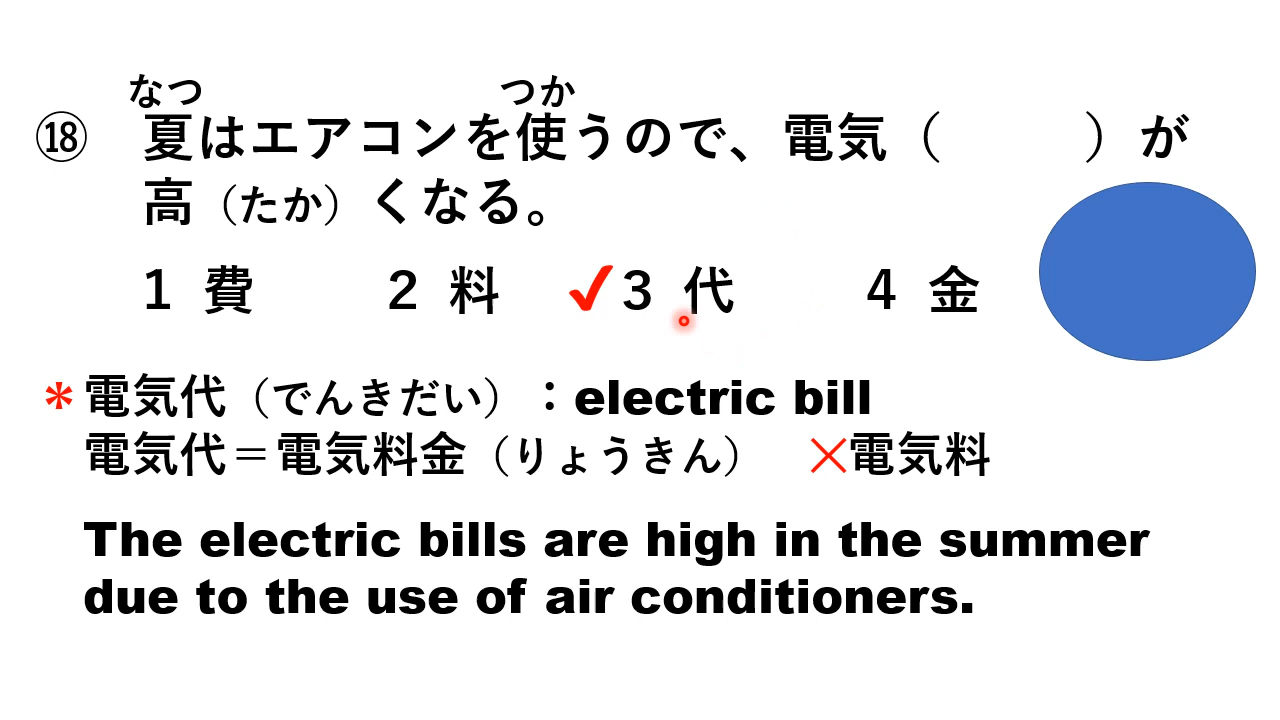 なつ つか
⑱ 夏はエアコンを使うので、電気（　　　）が
高（たか）くなる。
1 費 2 料 ✓3 代 4 金
*電気代（でんきだい）：electric bill
電気代＝電気料金（りょうきん） ×電気料
The electric bills are high in the summer
due to the use of air conditioners.